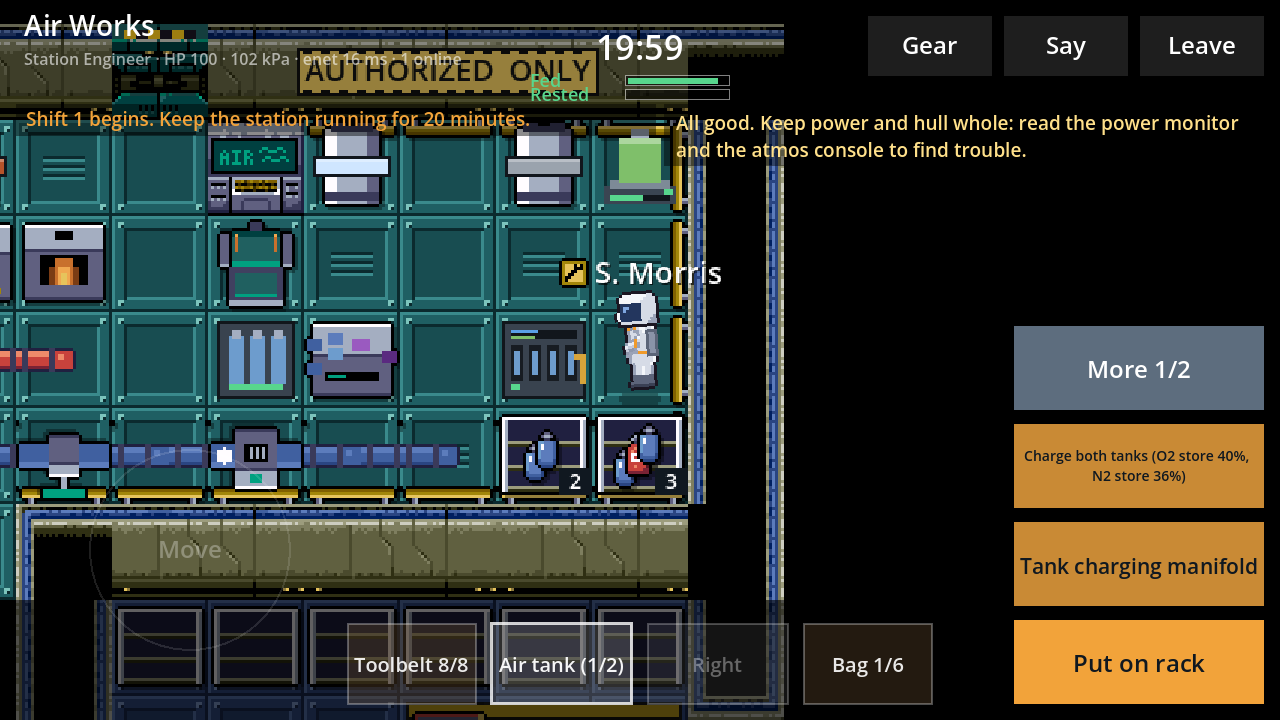 Air Works
Station Engineer · HP 100 · 102 kPa · enet 16 ms · 1 online
AUTHORIZED ONLY
19:59
Fed
Rested
Gear
Say
Leave
Shift 1 begins. Keep the station running for 20 minutes.
All good. Keep power and hull whole: read the power monitor
and the atmos console to find trouble.
AIR
S. Morris
More 1/2
Charge both tanks (O2 store 40%,
N2 store 36%)
2
3
Move
Tank charging manifold
Toolbelt 8/8
Air tank (1/2)
Right
Bag 1/6
Put on rack